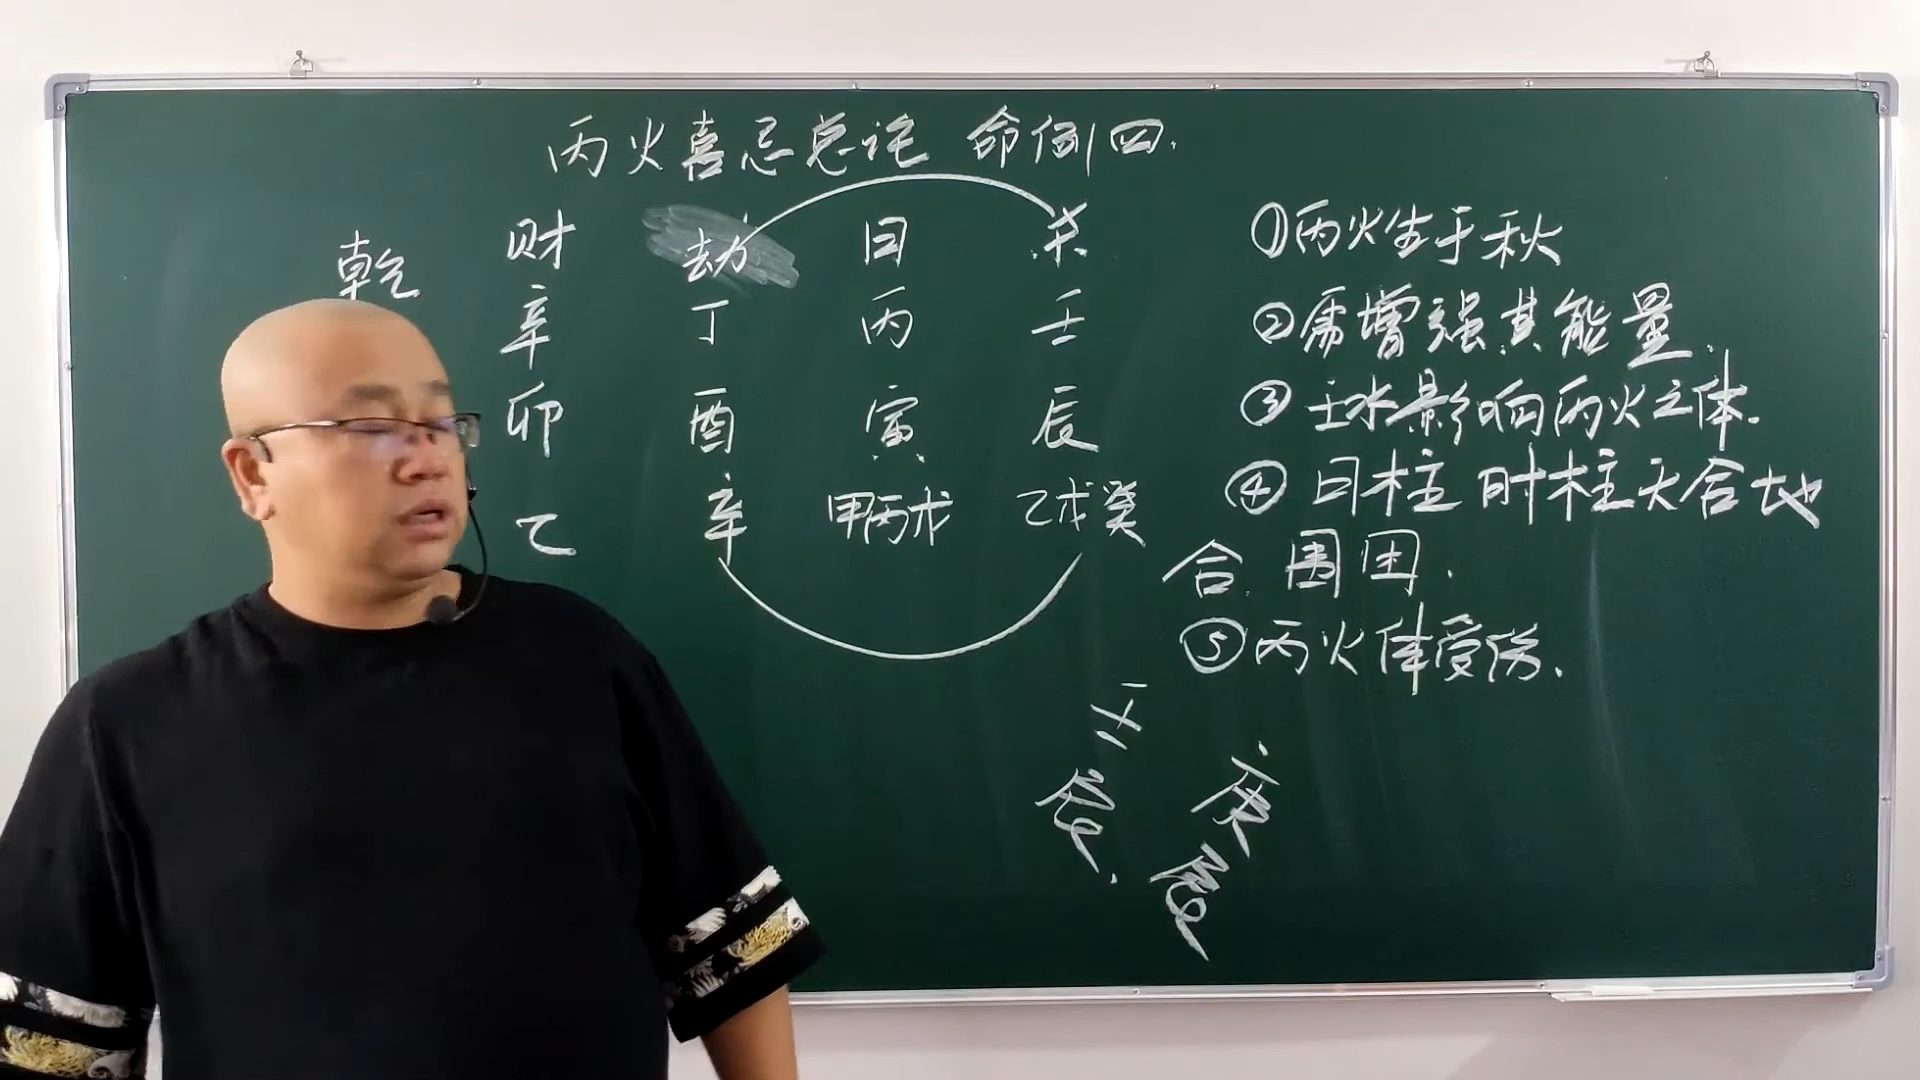 丙火喜忌总论 命例四.
乾 财 劫 日 杀
辛 丁 丙 壬
卯 酉 寅 辰
乙 辛 甲丙戊 乙戊癸
①丙火生于秋
②需增强其能量.
③壬水影响丙火之体.
④日柱 时柱天合地
合. 围困.
⑤丙火体受伤.
壬
辰.
庚
辰